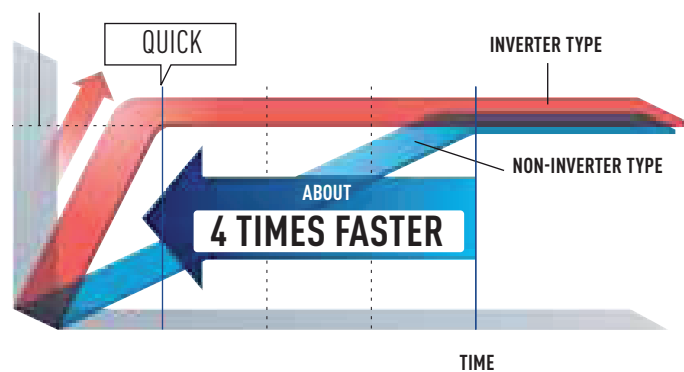 QUICK
INVERTER TYPE
NON-INVERTER TYPE
ABOUT
4 TIMES FASTER
TIME